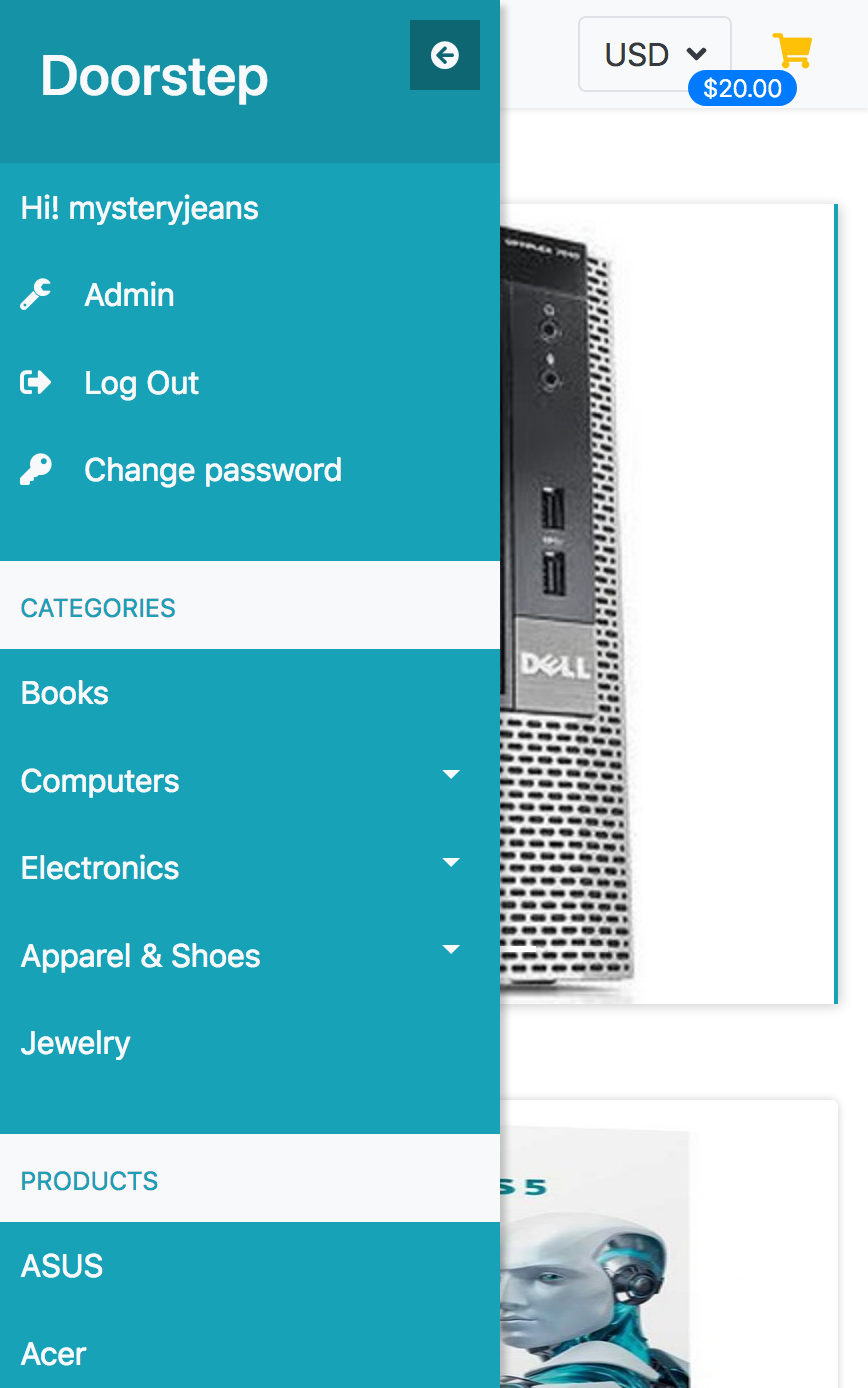 Doorstep
USD
$20.00
Hi! mysteryjeans
Admin
Log Out
Change password
CATEGORIES
Books
Computers
Electronics
Apparel & Shoes
Jewelry
DELL
PRODUCTS
S 5
ASUS
Acer